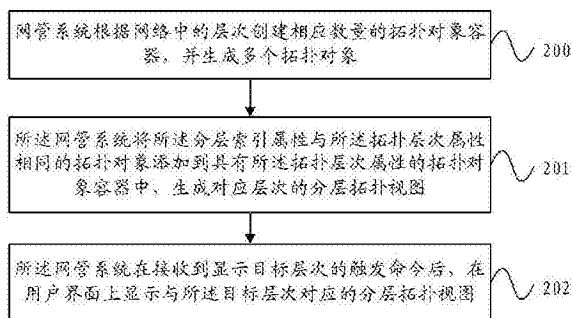 网管系统根据网络中的层次创建相应数量的拓扑对象容
器，并生成多个拓扑对象
200
所述网管系统将所述分层索引属性与所述拓扑层次属性
相同的拓扑对象添加到具有所述拓扑层次属性的拓扑对
象容器中、生成对应层次的分层拓扑视图
201
所述网管系统在接收到显示目标层次的触发命令后、在
用户界面上显示与所述目标层次对应的分层拓扑视图
202